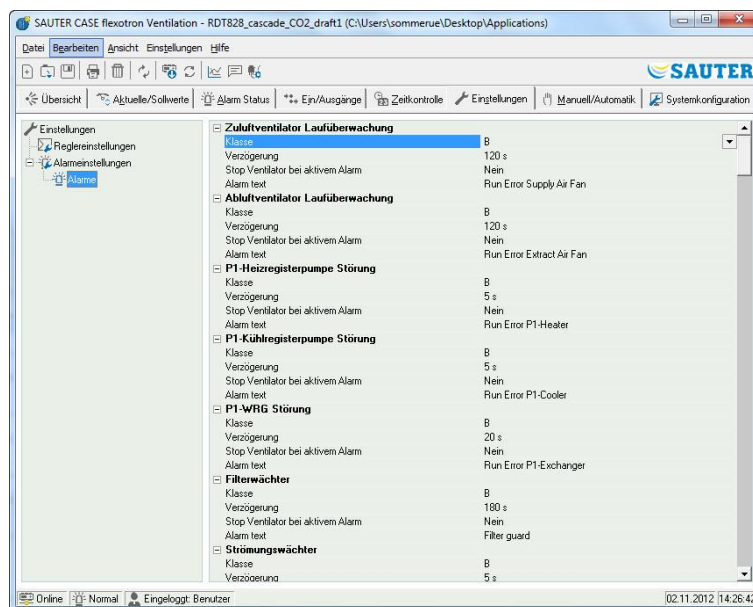 SAUTER CASE flexotron Ventilation - RDT828_cascade_CO2_draft1 (C:\Users\sommerue\Desktop\Applications)
Datei Bearbeiten Ansicht Einstellungen Hilfe
SAUTER
Übersicht Aktuelle/Sollwerte Alarm Status Ein/Ausgänge Zeitkontrolle Einstellungen Manuell/Automatik Systemkonfiguration
Einstellungen
Reglereinstellungen
Alarmeinstellungen
Alarme
Zuluftventilator Laufüberwachung
Klasse B
Verzögerung 120 s
Stop Ventilator bei aktivem Alarm Nein
Alarm text Run Error Supply Air Fan
Abluftventilator Laufüberwachung
Klasse B
Verzögerung 120 s
Stop Ventilator bei aktivem Alarm Nein
Alarm text Run Error Extract Air Fan
P1-Heizregisterpumpe Störung
Klasse B
Verzögerung 5 s
Stop Ventilator bei aktivem Alarm Nein
Alarm text Run Error P1-Heater
P1-Kühlregisterpumpe Störung
Klasse B
Verzögerung 5 s
Stop Ventilator bei aktivem Alarm Nein
Alarm text Run Error P1-Cooler
P1-WRG Störung
Klasse B
Verzögerung 20 s
Stop Ventilator bei aktivem Alarm Nein
Alarm text Run Error P1-Exchanger
Filterwächter
Klasse B
Verzögerung 180 s
Stop Ventilator bei aktivem Alarm Nein
Alarm text Filter guard
Strömungswächter
Klasse B
Verzögerung 5 s
Online Normal Eingeloggt: Benutzer 02.11.2012 14:26:42